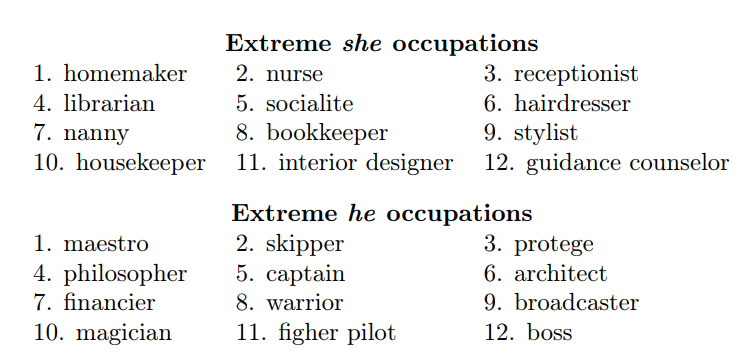 Extreme she occupations
1. homemaker 2. nurse 3. receptionist
4. librarian 5. socialite 6. hairdresser
7. nanny 8. bookkeeper 9. stylist
10. housekeeper 11. interior designer 12. guidance counselor
Extreme he occupations
1. maestro 2. skipper 3. protege
4. philosopher 5. captain 6. architect
7. financier 8. warrior 9. broadcaster
10. magician 11. figher pilot 12. boss